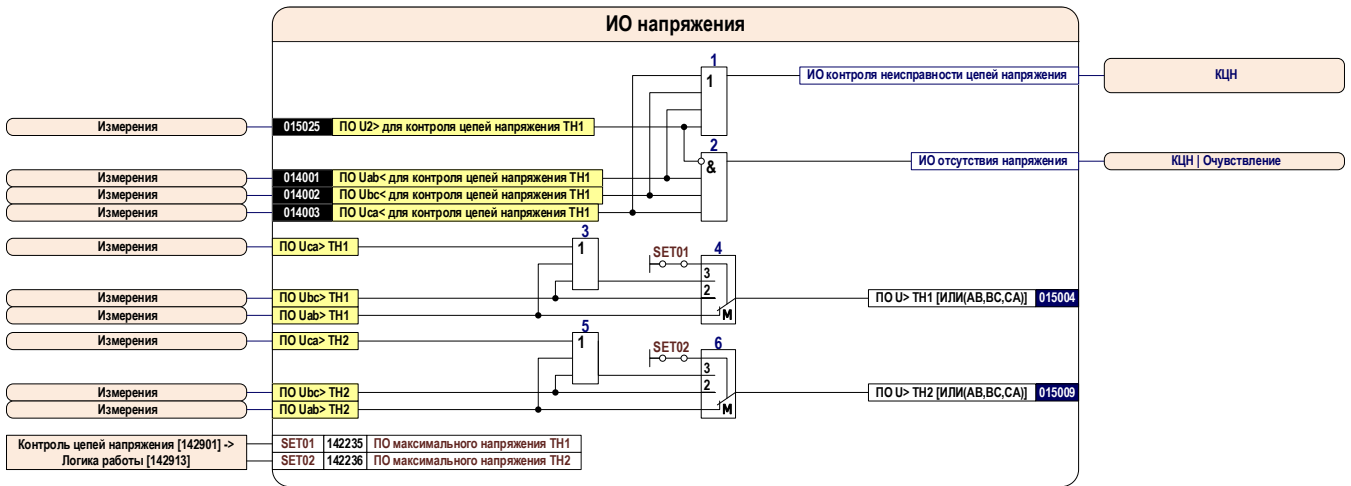 ИО напряжения
1
1
ИО контроля неисправности цепей напряжения
КЦН
Измерения
015025 ПО U2> для контроля цепей напряжения ТН1
2
&
ИО отсутствия напряжения
КЦН | Очувствление
Измерения
014001 ПО Uab< для контроля цепей напряжения ТН1
Измерения
014002 ПО Ubc< для контроля цепей напряжения ТН1
Измерения
014003 ПО Uca< для контроля цепей напряжения ТН1
Измерения
ПО Uca> ТН1
3
1
SET01
4
3
2
М
Измерения
ПО Ubc> ТН1
ПО U> ТН1 [ИЛИ(АВ,ВС,СА)] 015004
Измерения
ПО Uab> ТН1
Измерения
ПО Uca> ТН2
5
1
SET02
6
3
2
М
Измерения
ПО Ubc> ТН2
ПО U> ТН2 [ИЛИ(АВ,ВС,СА)] 015009
Измерения
ПО Uab> ТН2
Контроль цепей напряжения [142901] ->
Логика работы [142913]
SET01 142235 ПО максимального напряжения ТН1
SET02 142236 ПО максимального напряжения ТН2